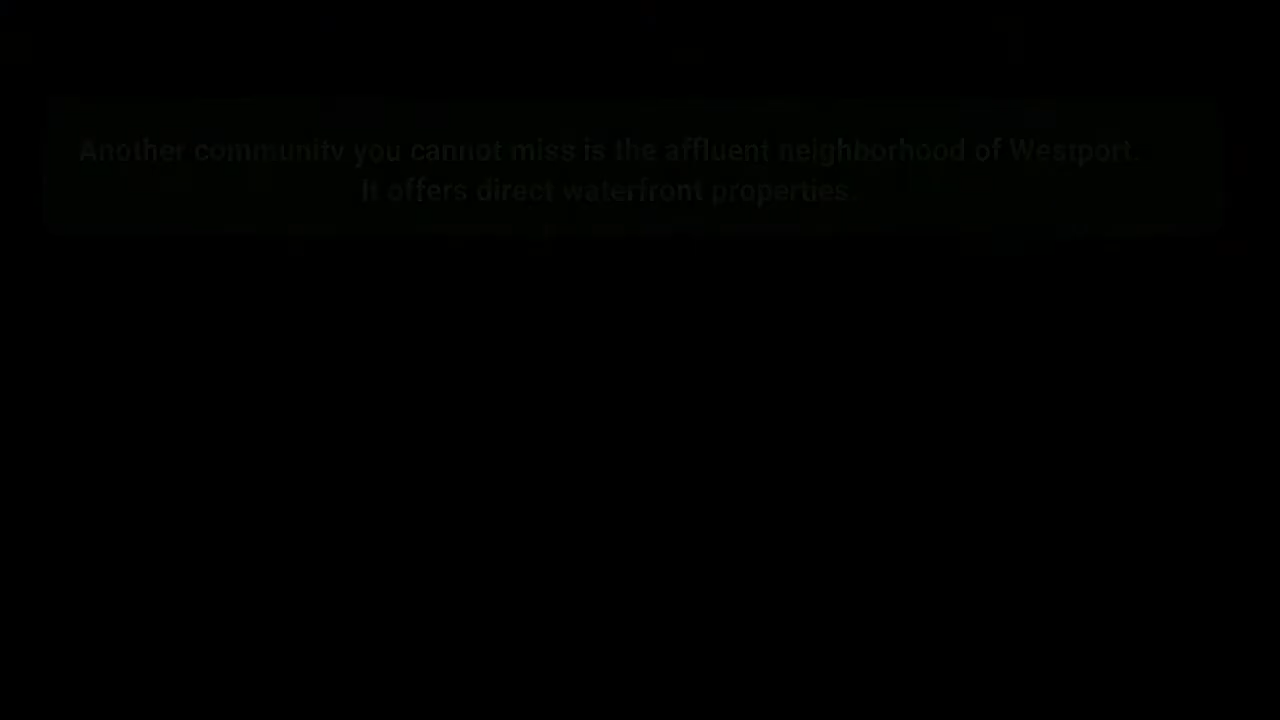 Another community you cannot miss is the affluent neighborhood of Westport.
It offers direct waterfront properties.